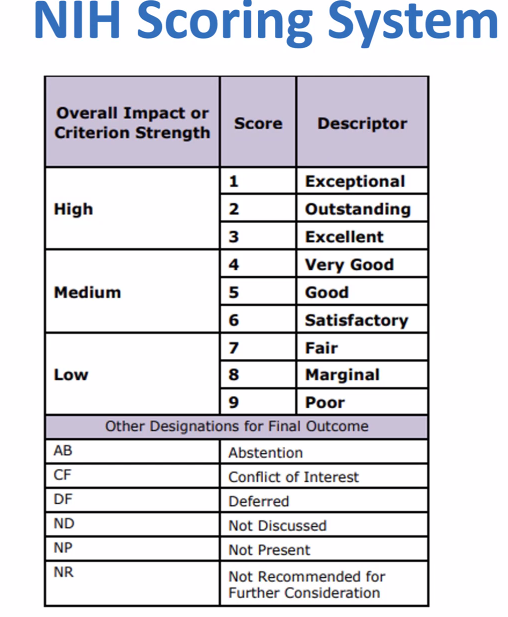 NIH Scoring System
Overall Impact or
Criterion Strength
Score
Descriptor
High
1
Exceptional
2
Outstanding
3
Excellent
Medium
4
Very Good
5
Good
6
Satisfactory
Low
7
Fair
8
Marginal
9
Poor
Other Designations for Final Outcome
AB
Abstention
CF
Conflict of Interest
DF
Deferred
ND
Not Discussed
NP
Not Present
NR
Not Recommended for
Further Consideration